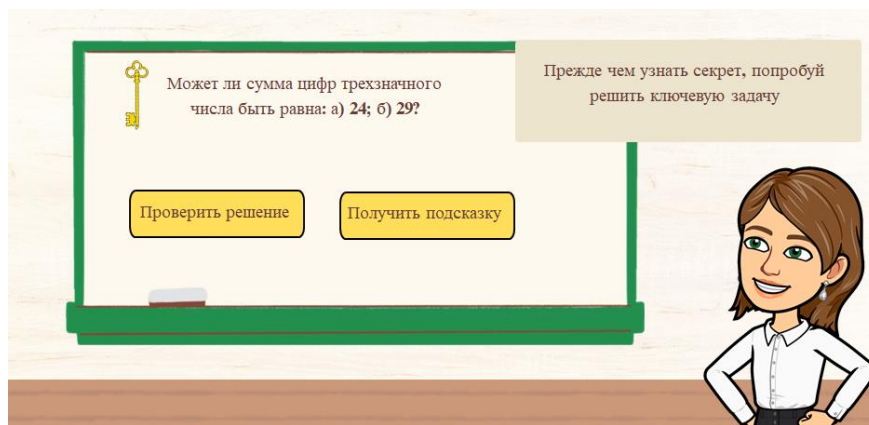 Может ли сумма цифр трехзначного
числа быть равна: а) 24; б) 29?
Прежде чем узнать секрет, попробуй
решить ключевую задачу
Проверить решение
Получить подсказку